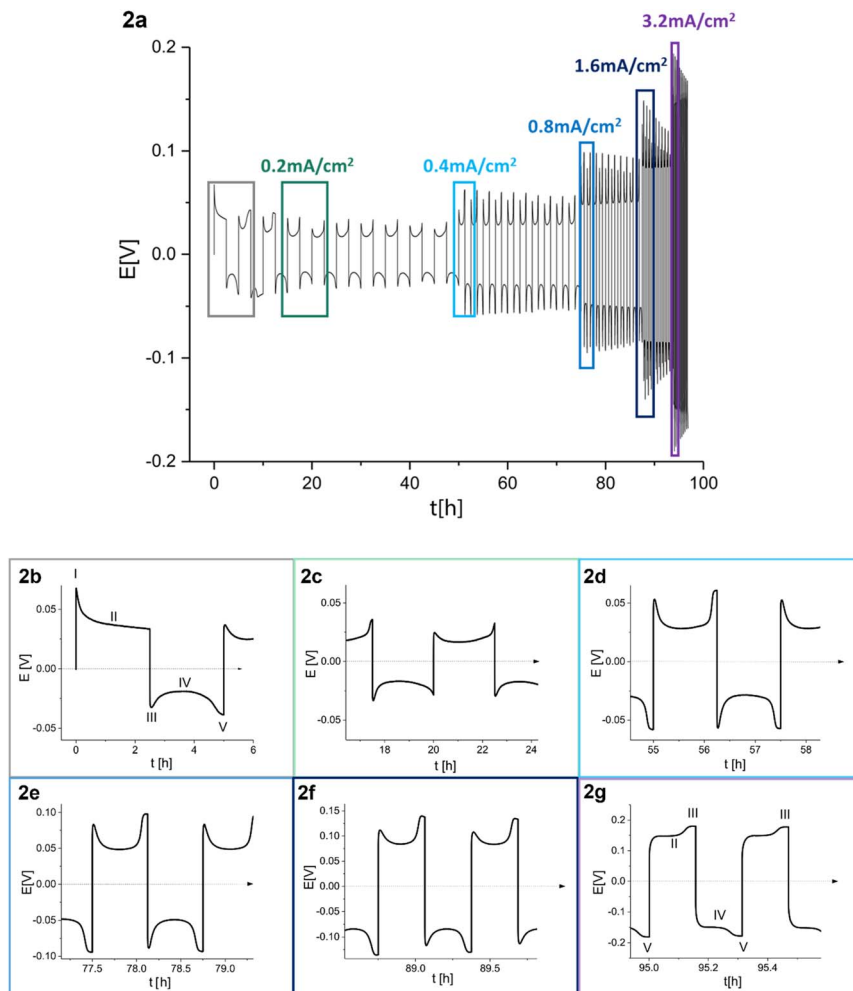 2a
3.2mA/cm²
1.6mA/cm²
0.8mA/cm²
0.2mA/cm² 0.4mA/cm²
0.2
0.1
0.0
-0.1
-0.2
E[V]
0 20 40 60 80 100
t[h]
2b
I
II
III
IV
V
0.05
0.00
-0.05
E [V]
0 2 4 6
t [h]
2c
0.05
0.00
-0.05
E [V]
18 20 22 24
t [h]
2d
0.05
0.00
-0.05
E [V]
55 56 57 58
t [h]
2e
0.10
0.05
0.00
-0.05
-0.10
E[V]
77.5 78.0 78.5 79.0
t [h]
2f
0.15
0.10
0.05
0.00
-0.05
-0.10
E[V]
89.0 89.5
t [h]
2g
III III
II
IV
V V
0.2
0.1
0.0
-0.1
-0.2
E[V]
95.0 95.2 95.4
t[h]